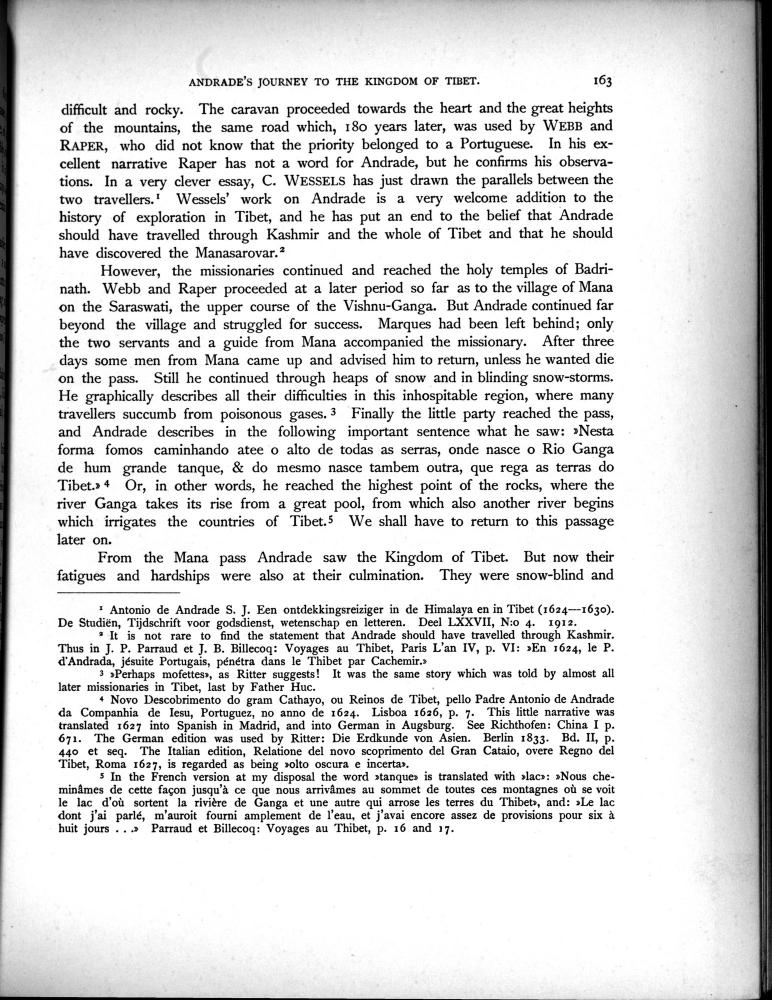 ANDRADE'S JOURNEY TO THE KINGDOM OF TIBET. 163
difficult and rocky. The caravan proceeded towards the heart and the great heights
of the mountains, the same road which, 180 years later, was used by WEBB and
RAPER, who did not know that the priority belonged to a Portuguese. In his ex-
cellent narrative Raper has not a word for Andrade, but he confirms his observa-
tions. In a very clever essay, C. WESSELS has just drawn the parallels between the
two travellers.¹ Wessels' work on Andrade is a very welcome addition to the
history of exploration in Tibet, and he has put an end to the belief that Andrade
should have travelled through Kashmir and the whole of Tibet and that he should
have discovered the Manasarovar.²
However, the missionaries continued and reached the holy temples of Badri-
nath. Webb and Raper proceeded at a later period so far as to the village of Mana
on the Saraswati, the upper course of the Vishnu-Ganga. But Andrade continued far
beyond the village and struggled for success. Marques had been left behind; only
the two servants and a guide from Mana accompanied the missionary. After three
days some men from Mana came up and advised him to return, unless he wanted die
on the pass. Still he continued through heaps of snow and in blinding snow-storms.
He graphically describes all their difficulties in this inhospitable region, where many
travellers succumb from poisonous gases. ³ Finally the little party reached the pass,
and Andrade describes in the following important sentence what he saw: »Nesta
forma fomos caminhando atee o alto de todas as serras, onde nasce o Rio Ganga
de hum grande tanque, & do mesmo nasce tambem outra, que rega as terras do
Tibet.» ⁴ Or, in other words, he reached the highest point of the rocks, where the
river Ganga takes its rise from a great pool, from which also another river begins
which irrigates the countries of Tibet.⁵ We shall have to return to this passage
later on.
From the Mana pass Andrade saw the Kingdom of Tibet. But now their
fatigues and hardships were also at their culmination. They were snow-blind and
¹ Antonio de Andrade S. J. Een ontdekkingsreiziger in de Himalaya en in Tibet (1624—1630).
De Studiën, Tijdschrift voor godsdienst, wetenschap en letteren. Deel LXXVII, N:o 4. 1912.
² It is not rare to find the statement that Andrade should have travelled through Kashmir.
Thus in J. P. Parraud et J. B. Billecoq: Voyages au Thibet, Paris L'an IV, p. VI: »En 1624, le P.
d'Andrada, jésuite Portugais, pénétra dans le Thibet par Cachemir.»
³ »Perhaps mofettes», as Ritter suggests! It was the same story which was told by almost all
later missionaries in Tibet, last by Father Huc.
⁴ Novo Descobrimento do gram Cathayo, ou Reinos de Tibet, pello Padre Antonio de Andrade
da Companhia de Iesu, Portuguez, no anno de 1624. Lisboa 1626, p. 7. This little narrative was
translated 1627 into Spanish in Madrid, and into German in Augsburg. See Richthofen: China I p.
671. The German edition was used by Ritter: Die Erdkunde von Asien. Berlin 1833. Bd. II, p.
440 et seq. The Italian edition, Relatione del novo scoprimento del Gran Cataio, overe Regno del
Tibet, Roma 1627, is regarded as being »olto oscura e incerta».
⁵ In the French version at my disposal the word »tanque» is translated with »lac»: »Nous che-
minâmes de cette façon jusqu'à ce que nous arrivâmes au sommet de toutes ces montagnes où se voit
le lac d'où sortent la rivière de Ganga et une autre qui arrose les terres du Thibet», and: »Le lac
dont j'ai parlé, m'auroit fourni amplement de l'eau, et j'avai encore assez de provisions pour six à
huit jours . . .» Parraud et Billecoq: Voyages au Thibet, p. 16 and 17.